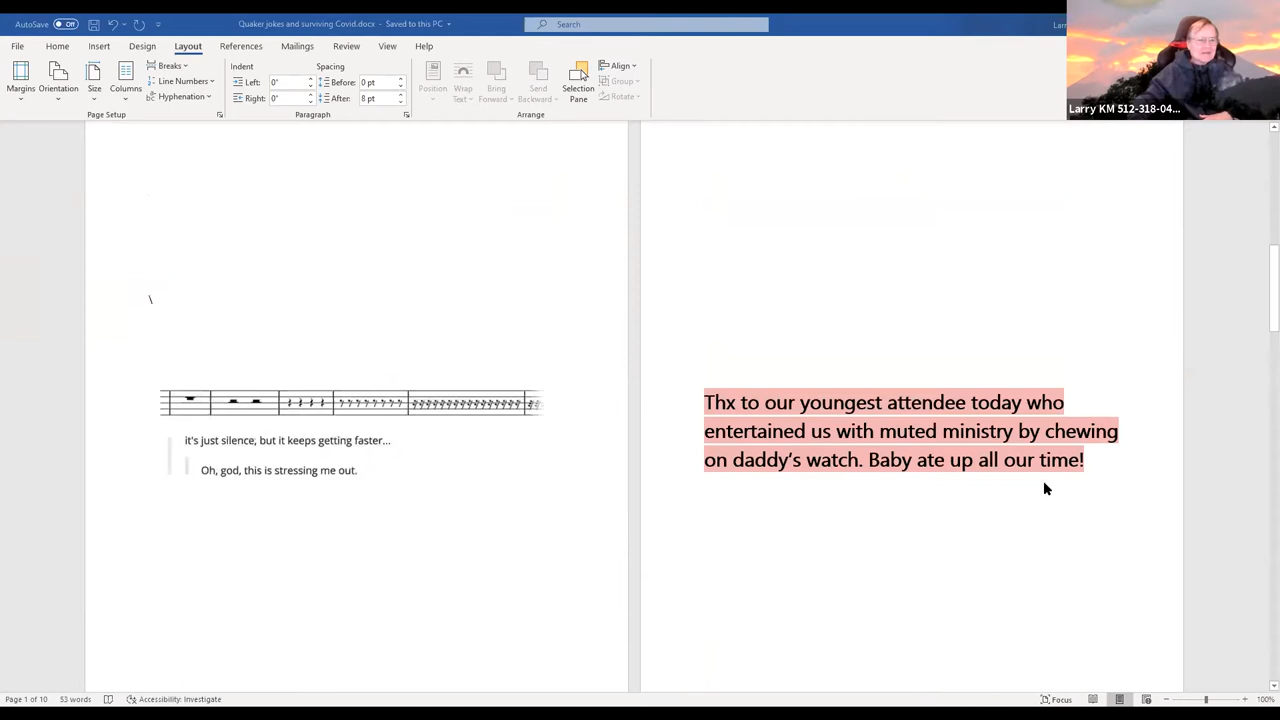 AutoSave Off
Quaker jokes and surviving Covid.docx - Saved to this PC
Search
Larry
File Home Insert Design Layout References Mailings Review View Help
Margins Orientation Size Columns
Breaks
Line Numbers
Hyphenation
Page Setup
Indent
Left: 0"
Right: 0"
Spacing
Before: 0 pt
After: 8 pt
Paragraph
Position Wrap Text Bring Forward Send Backward Selection Pane
Align
Group
Rotate
Arrange
Larry KM 512-318-04...
\
it's just silence, but it keeps getting faster...
Oh, god, this is stressing me out.
Thx to our youngest attendee today who
entertained us with muted ministry by chewing
on daddy's watch. Baby ate up all our time!
Page 1 of 10 53 words Accessibility: Investigate Focus 100%